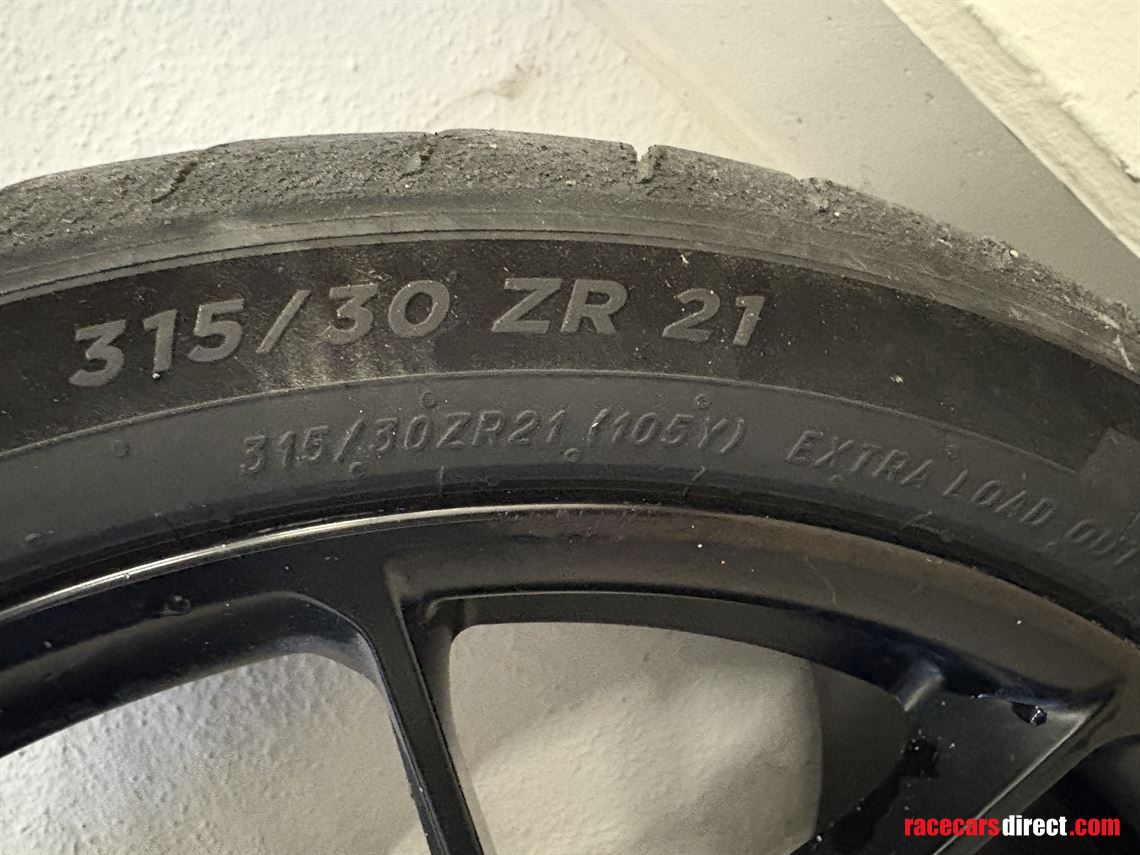 315/30 ZR 21
315/30ZR21 (105Y) EXTRA LOAD
racecarsdirect.com